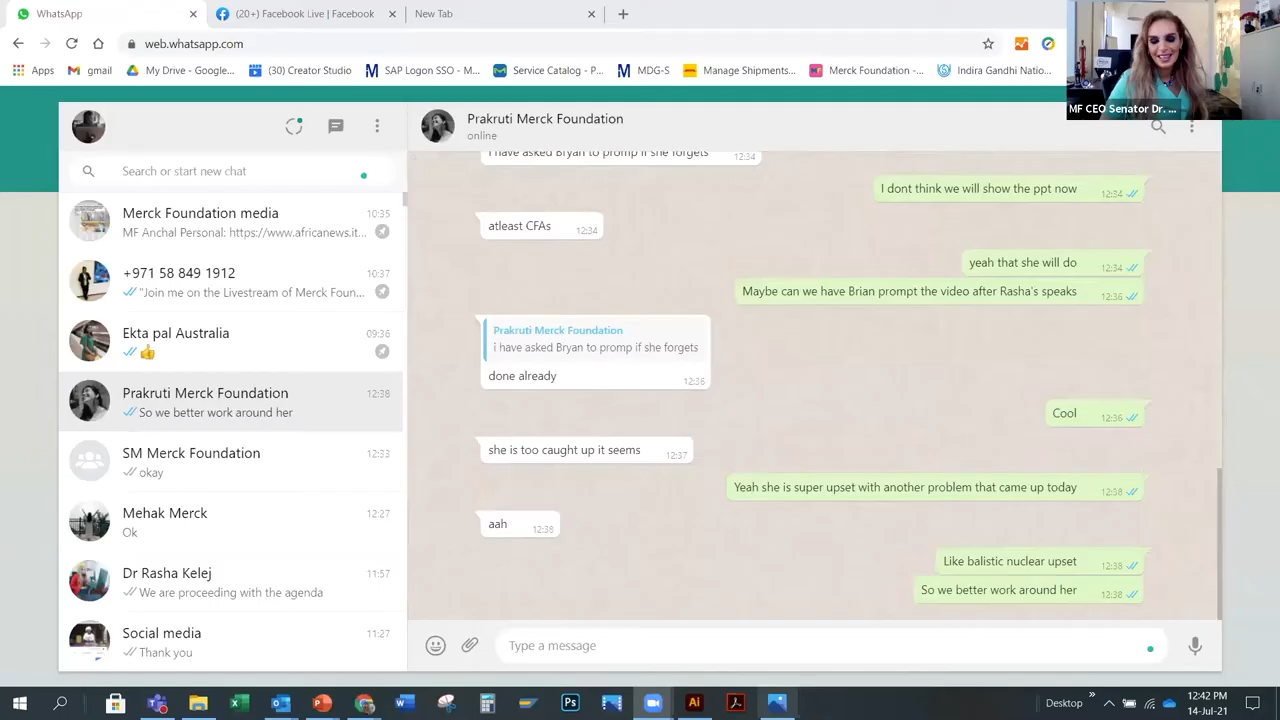 WhatsApp
(20+) Facebook Live | Facebook
New Tab
web.whatsapp.com
Apps
gmail
My Drive - Google...
(30) Creator Studio
SAP Logon SSO - M...
Service Catalog - P...
MDG-S
Manage Shipments...
Merck Foundation -...
Indira Gandhi Natio...
MF CEO Senator Dr. ...
Search or start new chat
Merck Foundation media
10:35
MF Anchal Personal: https://www.africanews.it...
+971 58 849 1912
10:37
"Join me on the Livestream of Merck Foun...
Ekta pal Australia
09:36
Prakruti Merck Foundation
12:38
So we better work around her
SM Merck Foundation
12:33
okay
Mehak Merck
12:27
Ok
Dr Rasha Kelej
11:57
We are proceeding with the agenda
Social media
11:27
Thank you
Prakruti Merck Foundation
online
i have asked Bryan to promp if she forgets
12:34
I dont think we will show the ppt now
12:34
atleast CFAs
12:34
yeah that she will do
12:34
Maybe can we have Brian prompt the video after Rasha's speaks
12:36
Prakruti Merck Foundation
i have asked Bryan to promp if she forgets
done already
12:36
Cool
12:36
she is too caught up it seems
12:37
Yeah she is super upset with another problem that came up today
12:38
aah
12:38
Like balistic nuclear upset
12:38
So we better work around her
12:38
Type a message
Desktop
12:42 PM
14-Jul-21